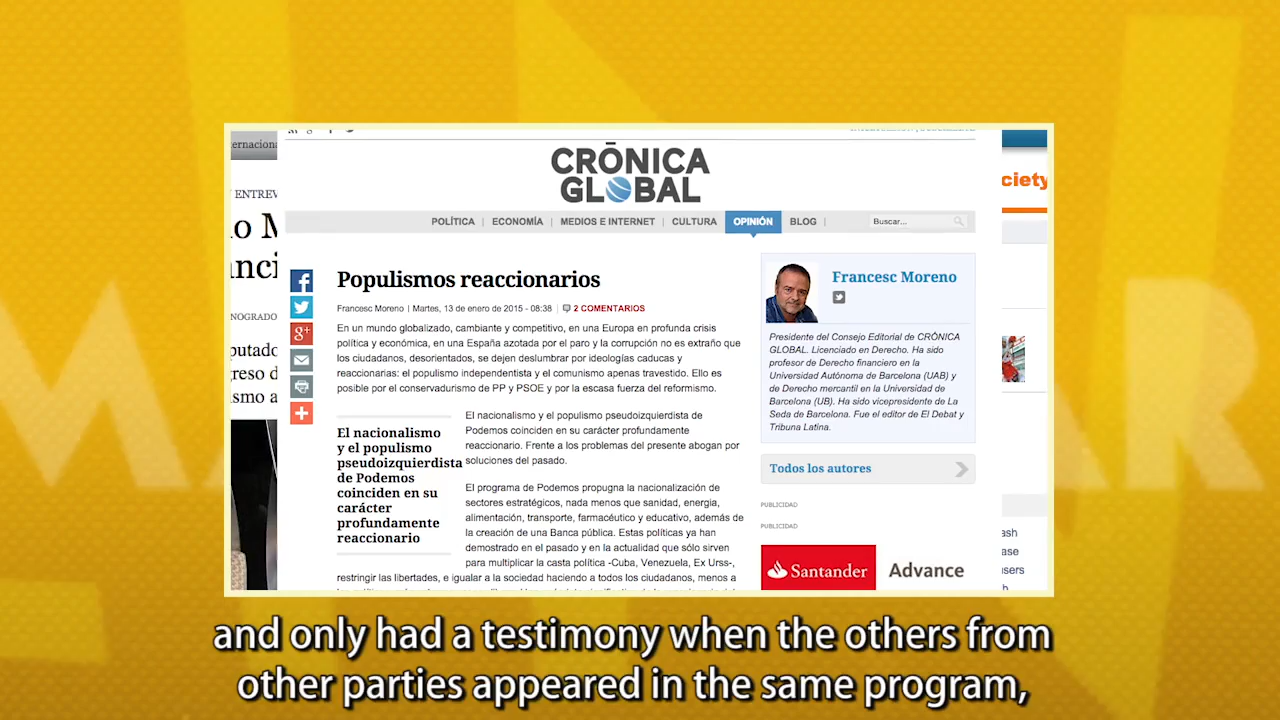 CRŌNICA
GLOBAL
POLÍTICA | ECONOMÍA | MEDIOS E INTERNET | CULTURA OPINIÓN BLOG |
Buscar...
Populismos reaccionarios
Francesc Moreno | Martes, 13 de enero de 2015 - 08:38 2 COMENTARIOS
En un mundo globalizado, cambiante y competitivo, en una Europa en profunda crisis
política y económica, en una España azotada por el paro y la corrupción no es extraño que
los ciudadanos, desorientados, se dejen deslumbrar por ideologías caducas y
reaccionarias: el populismo independentista y el comunismo apenas travestido. Ello es
posible por el conservadurismo de PP y PSOE y por la escasa fuerza del reformismo.
El nacionalismo
y el populismo
pseudoizquierdista
de Podemos
coinciden en su
carácter
profundamente
reaccionario
El nacionalismo y el populismo pseudoizquierdista de
Podemos coinciden en su carácter profundamente
reaccionario. Frente a los problemas del presente abogan por
soluciones del pasado.
El programa de Podemos propugna la nacionalización de
sectores estratégicos, nada menos que sanidad, energia,
alimentación, transporte, farmacéutico y educativo, además de
la creación de una Banca pública. Estas políticas ya han
demostrado en el pasado y en la actualidad que sólo sirven
para multiplicar la casta política -Cuba, Venezuela, Ex Urss-,
restringir las libertades, e igualar a la sociedad haciendo a todos los ciudadanos, menos a
Francesc Moreno
Presidente del Consejo Editorial de CRÓNICA
GLOBAL. Licenciado en Derecho. Ha sido
profesor de Derecho financiero en la
Universidad Autónoma de Barcelona (UAB) y
de Derecho mercantil en la Universidad de
Barcelona (UB). Ha sido vicepresidente de La
Seda de Barcelona. Fue el editor de El Debat y
Tribuna Latina.
Todos los autores
PUBLICIDAD
PUBLICIDAD
Santander Advance
and only had a testimony when the others from
other parties appeared in the same program,